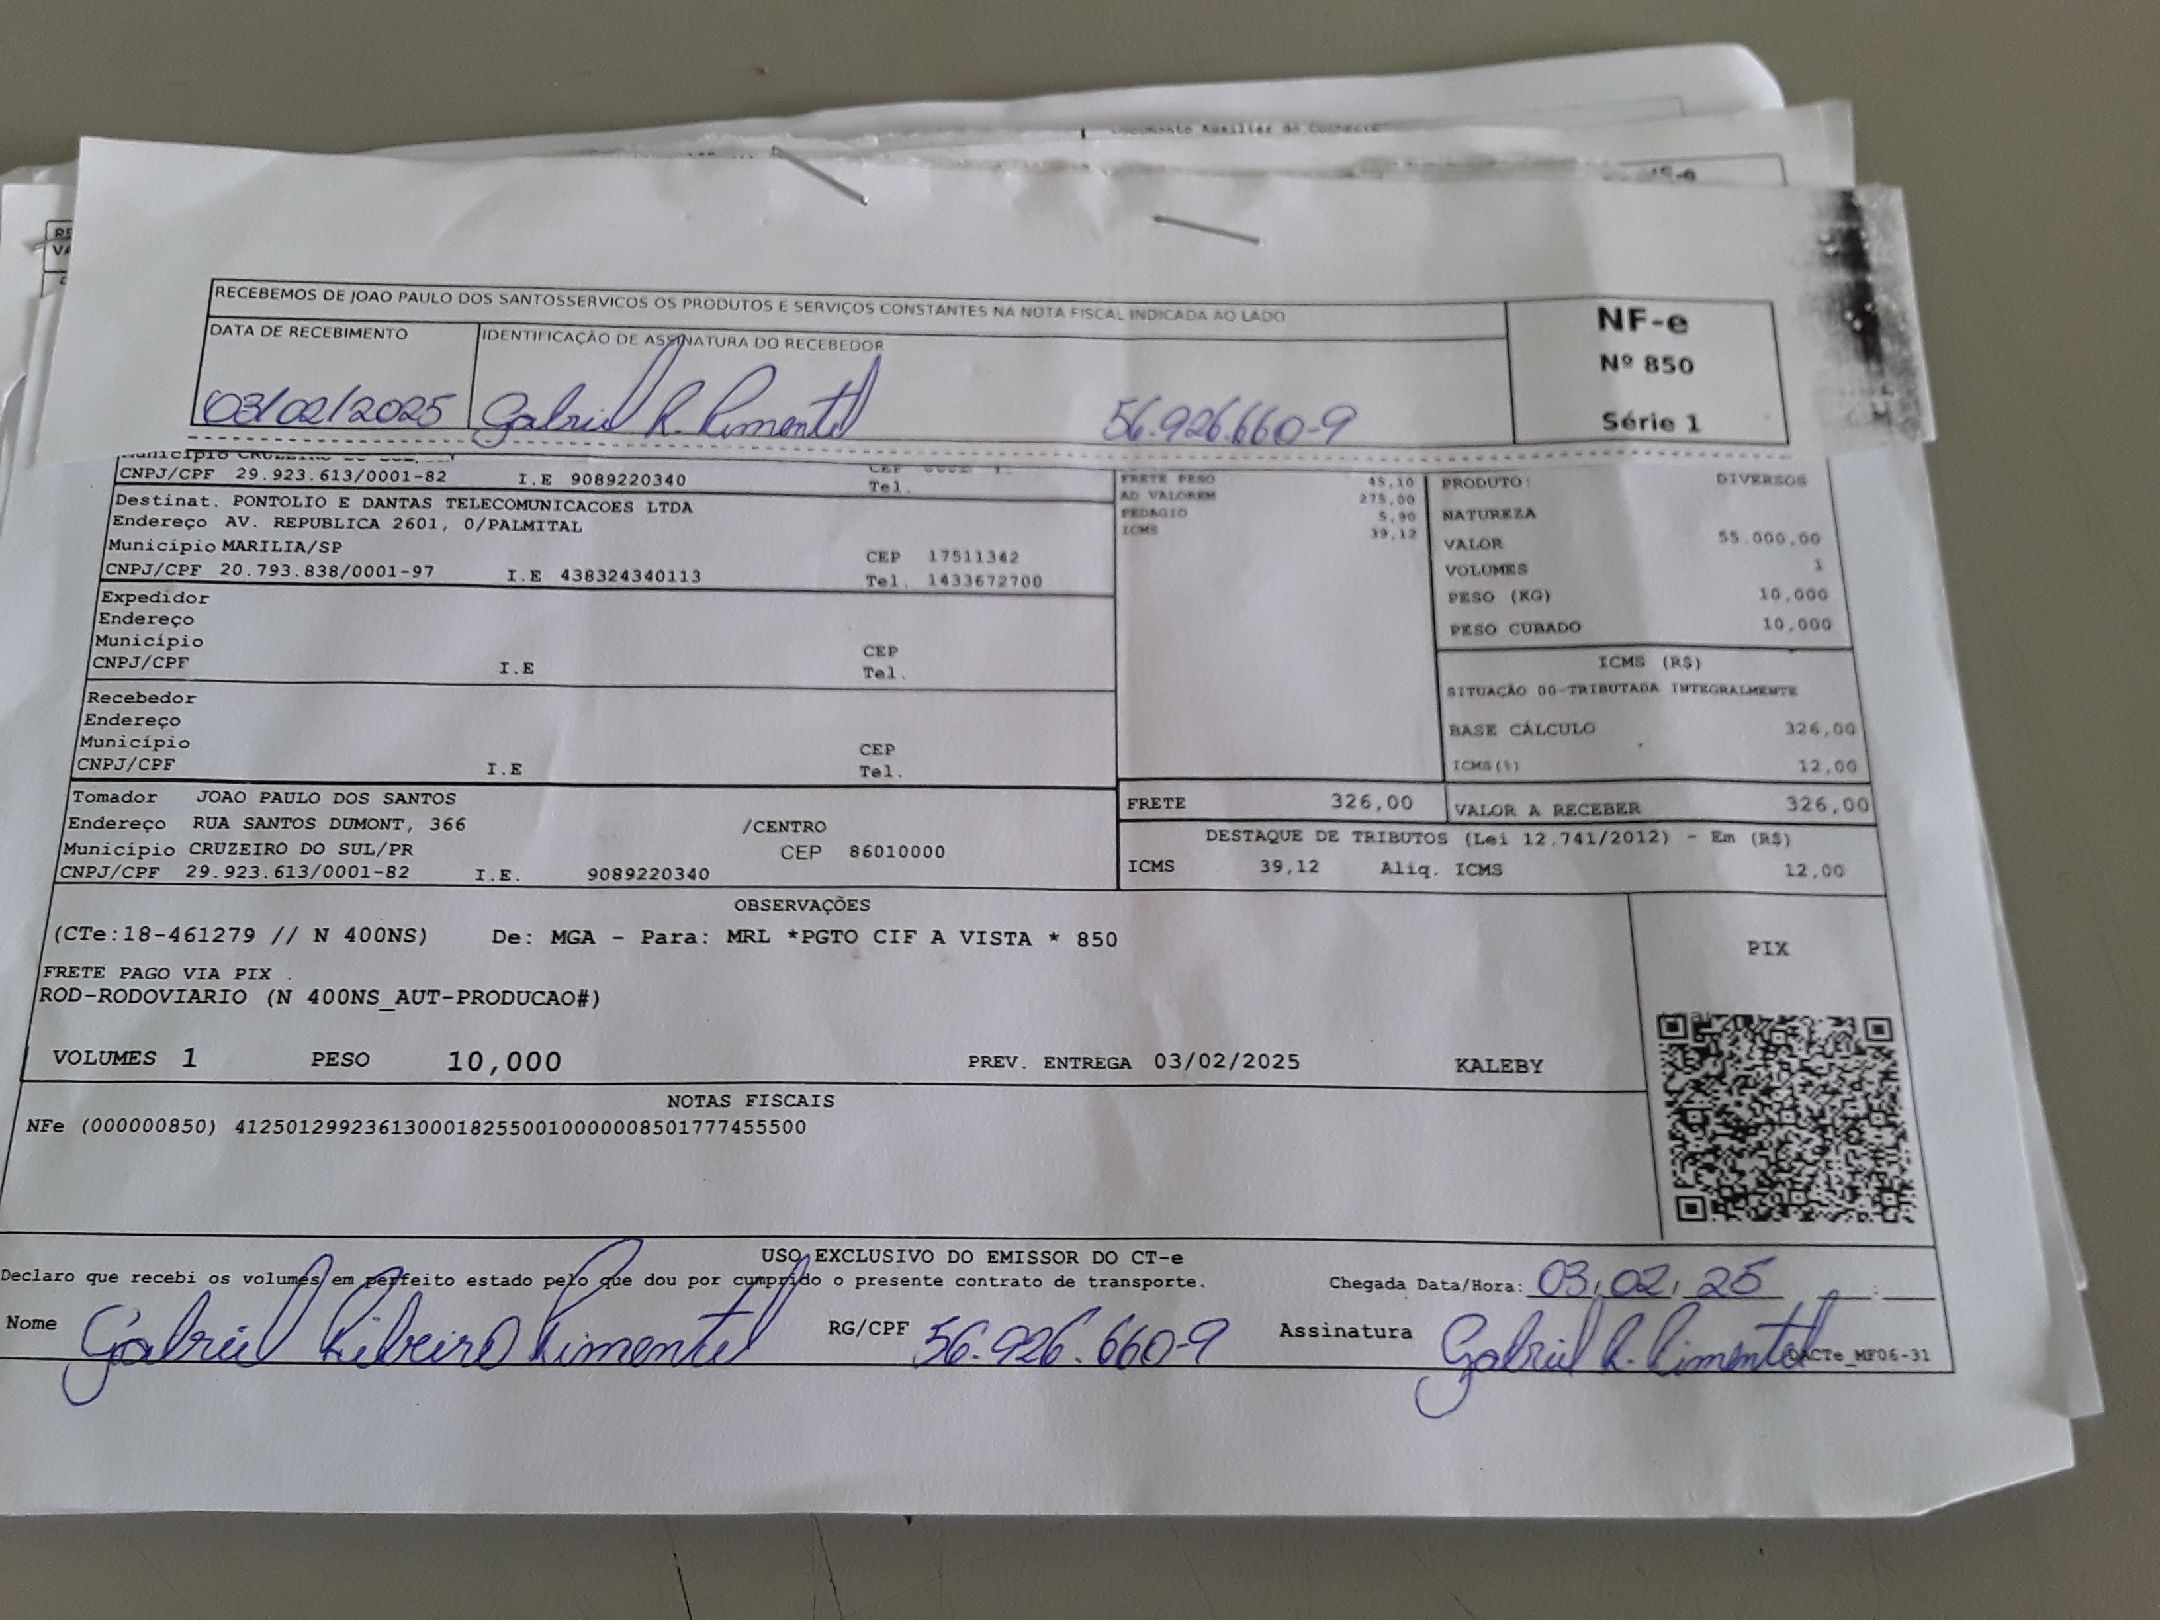 Documento Auxiliar do Conhecim
RECEBEMOS DE JOAO PAULO DOS SANTOSSERVICOS OS PRODUTOS E SERVIÇOS CONSTANTES NA NOTA FISCAL INDICADA AO LADO
NF-e
Nº 850
Série 1
DATA DE RECEBIMENTO
IDENTIFICAÇÃO DE ASSINATURA DO RECEBEDOR
03/02/2025 Gabriel R. Pimentel 56.926.660-9
Município CRUZEIRO DO SUL
CEP
CNPJ/CPF 29.923.613/0001-82 I.E 9089220340 Tel.
Destinat. PONTOLIO E DANTAS TELECOMUNICACOES LTDA
Endereço AV. REPUBLICA 2601, 0/PALMITAL
Município MARILIA/SP CEP 17511342
CNPJ/CPF 20.793.838/0001-97 I.E 438324340113 Tel. 1433672700
Expedidor
Endereço
Município CEP
CNPJ/CPF I.E Tel.
Recebedor
Endereço
Município CEP
CNPJ/CPF I.E Tel.
Tomador JOAO PAULO DOS SANTOS
Endereço RUA SANTOS DUMONT, 366 /CENTRO
Município CRUZEIRO DO SUL/PR CEP 86010000
CNPJ/CPF 29.923.613/0001-82 I.E. 9089220340
FRETE PESO 45,10
AD VALOREM 275,00
PEDAGIO 5,90
ICMS 39,12
PRODUTO: DIVERSOS
NATUREZA
VALOR 55.000,00
VOLUMES 1
PESO (KG) 10,000
PESO CUBADO 10,000
ICMS (R$)
SITUAÇÃO 00-TRIBUTADA INTEGRALMENTE
BASE CÁLCULO 326,00
ICMS(%) 12,00
FRETE 326,00 VALOR A RECEBER 326,00
DESTAQUE DE TRIBUTOS (Lei 12.741/2012) - Em (R$)
ICMS 39,12 Aliq. ICMS 12,00
OBSERVAÇÕES
(CTe:18-461279 // N 400NS) De: MGA - Para: MRL *PGTO CIF A VISTA * 850
FRETE PAGO VIA PIX .
ROD-RODOVIARIO (N 400NS_AUT-PRODUCAO#)
PIX
VOLUMES 1 PESO 10,000 PREV. ENTREGA 03/02/2025 KALEBY
NOTAS FISCAIS
NFe (000000850) 41250129923613000182550010000008501777455500
USO EXCLUSIVO DO EMISSOR DO CT-e
Declaro que recebi os volumes em perfeito estado pelo que dou por cumprido o presente contrato de transporte. Chegada Data/Hora: 03/02/25 :
Nome Gabriel Ribeiro Pimentel RG/CPF 56.926.660-9 Assinatura Gabriel R. Pimentel
DACTe_MF06-31